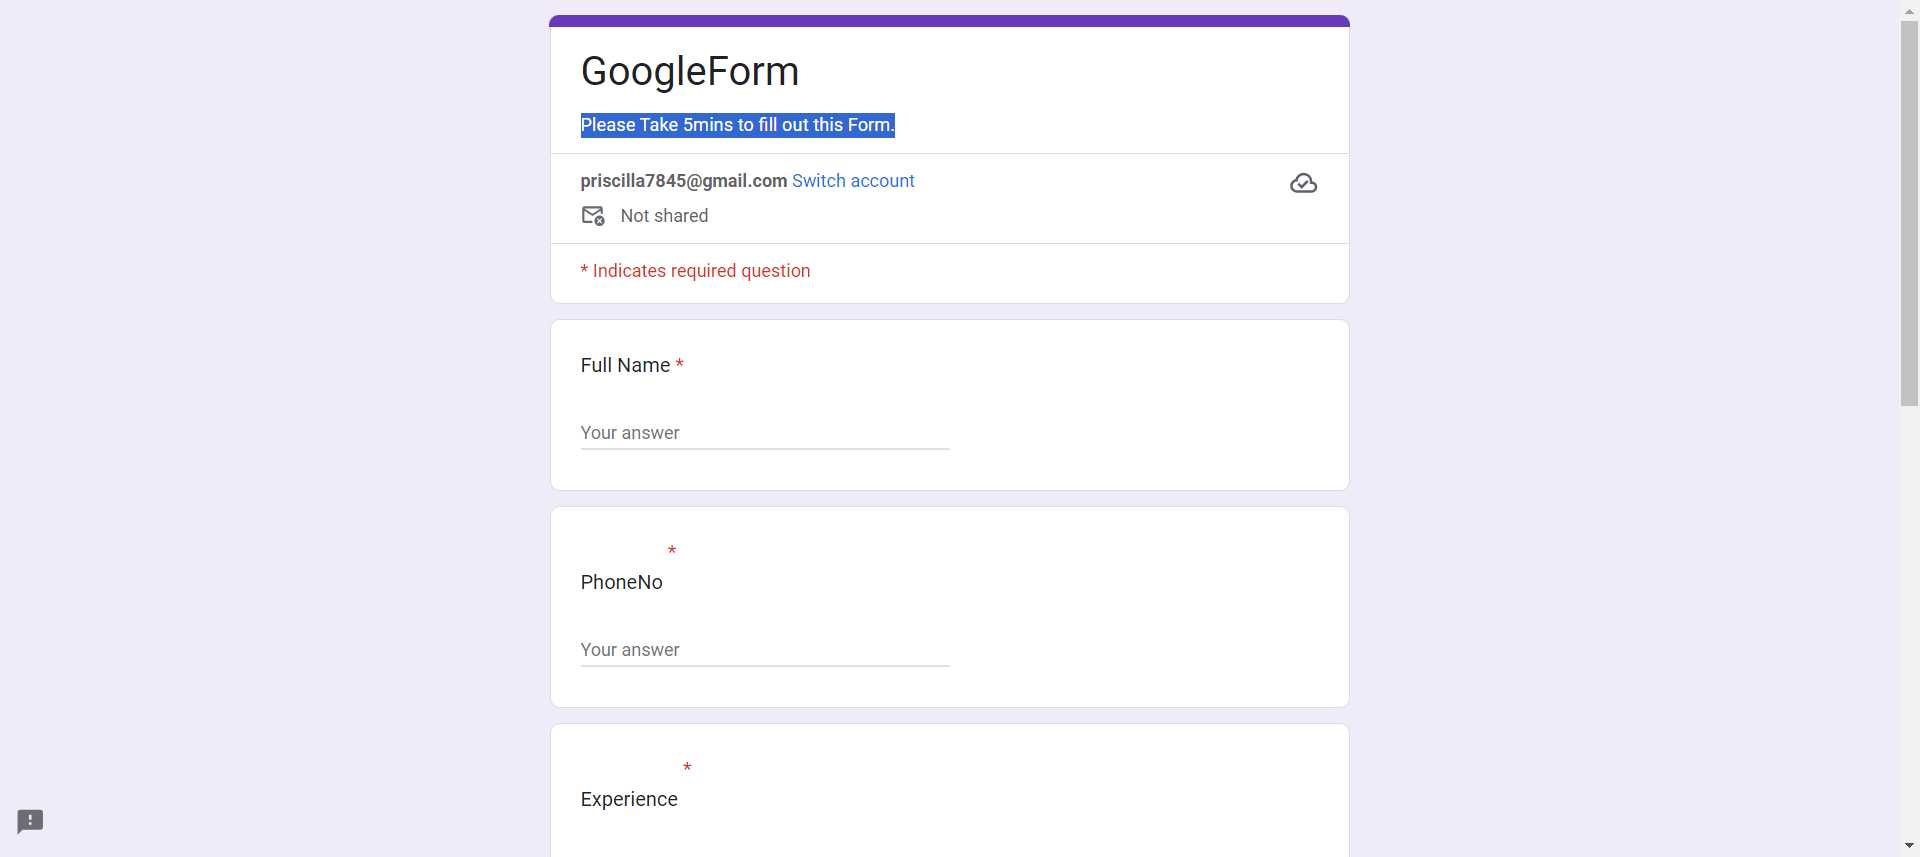 GoogleForm
Please Take 5mins to fill out this Form.
priscilla7845@gmail.com Switch account
Not shared
* Indicates required question
Full Name *
Your answer
*
PhoneNo
Your answer
*
Experience